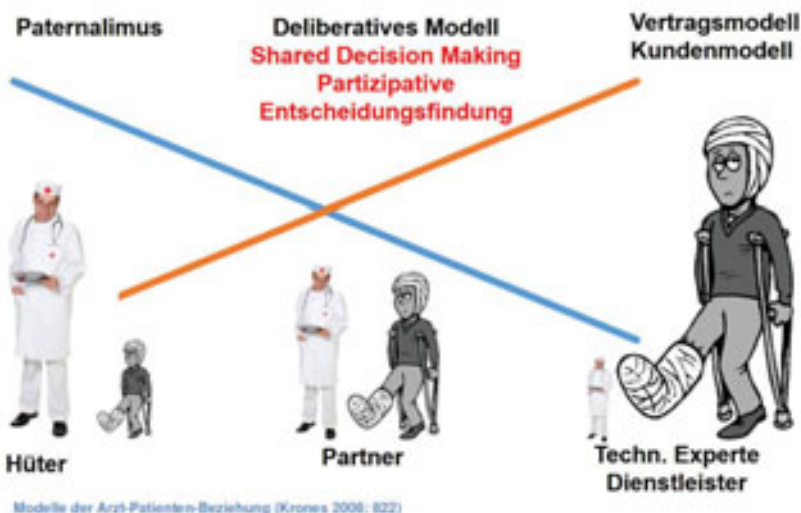 Paternalimus
Deliberatives Modell
Shared Decision Making
Partizipative
Entscheidungsfindung
Vertragsmodell
Kundenmodell
Hüter
Partner
Techn. Experte
Dienstleister
Modelle der Arzt-Patienten-Beziehung (Krones 2008: 822)